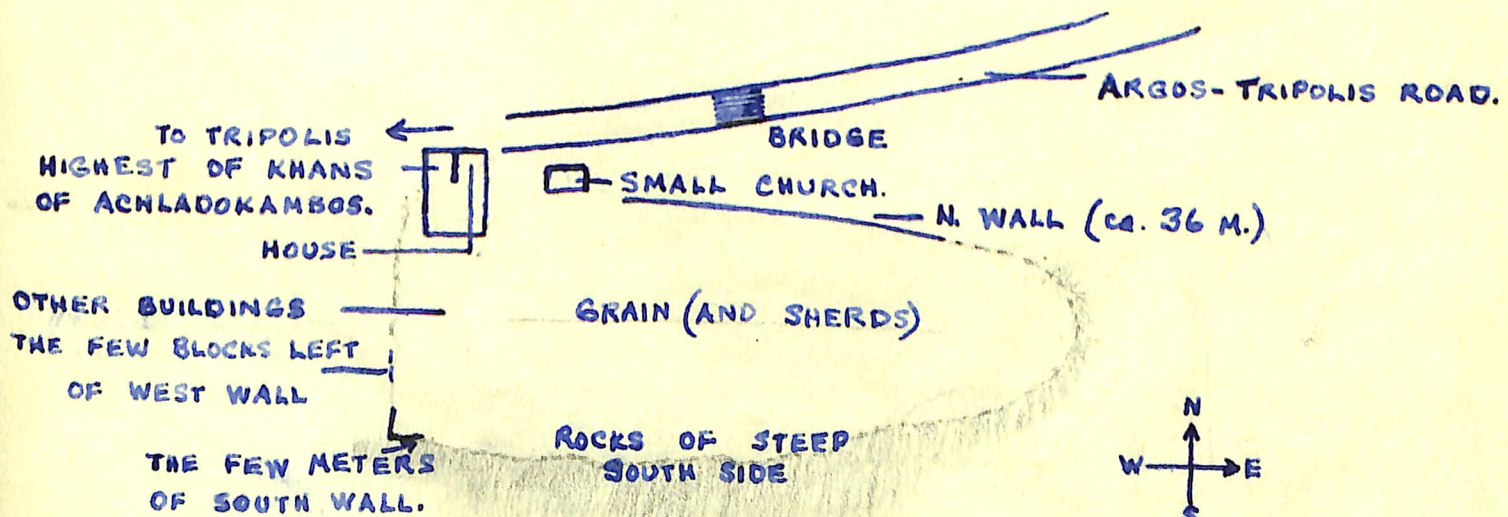 ARGOS-TRIPOLIS ROAD.
TO TRIPOLIS
BRIDGE
HIGHEST OF KHANS
OF ACHLADOKAMBOS.
SMALL CHURCH.
N. WALL (ca. 36 M.)
HOUSE
OTHER BUILDINGS
GRAIN (AND SHERDS)
THE FEW BLOCKS LEFT
OF WEST WALL
ROCKS OF STEEP
SOUTH SIDE
THE FEW METERS
OF SOUTH WALL.
N
W
E
S